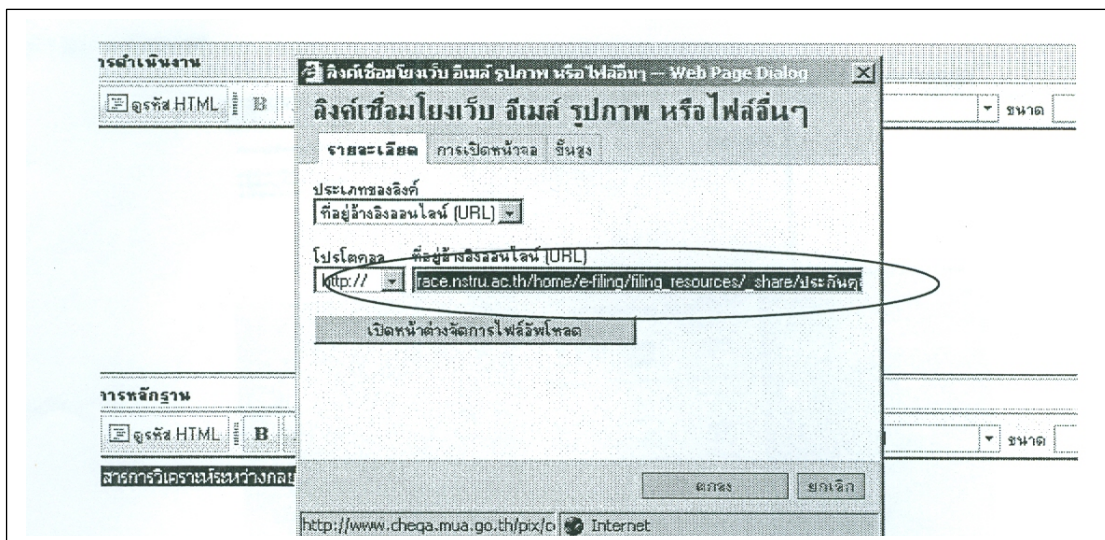 ารดำเนินงาน
ลิงค์เชื่อมโยงเว็บ อีเมล์ รูปภาพ หรือไฟล์อื่นๆ -- Web Page Dialog
ดูรหัส HTML B ขนาด
ลิงค์เชื่อมโยงเว็บ อีเมล์ รูปภาพ หรือไฟล์อื่นๆ
รายละเอียด การเปิดหน้าจอ ขั้นสูง
ประเภทของลิงค์
ที่อยู่อ้างอิงออนไลน์ (URL)
โปรโตคอล ที่อยู่อ้างอิงออนไลน์ (URL)
http:// race.nstru.ac.th/home/e-filing/filing_resources/_share/ประกันคุ
เปิดหน้าต่างจัดการไฟล์อัพโหลด
ารหลักฐาน
ดูรหัส HTML B ขนาด
สารการวิเคราะห์ระหว่างกลุ่
ตกลง ยกเลิก
http://www.cheqa.mua.go.th/pix/c Internet